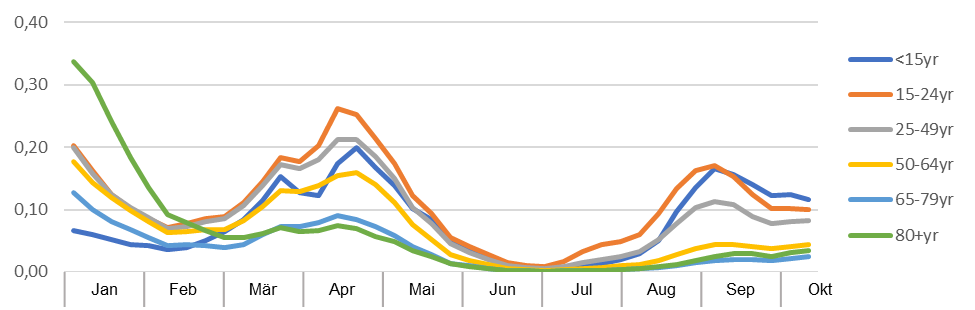 0,40
0,30
0,20
0,10
0,00
Jan Feb Mär Apr Mai Jun Jul Aug Sep Okt
<15yr
15-24yr
25-49yr
50-64yr
65-79yr
80+yr